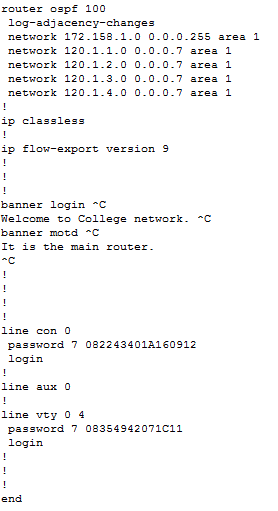 router ospf 100
 log-adjacency-changes
 network 172.158.1.0 0.0.0.255 area 1
 network 120.1.1.0 0.0.0.7 area 1
 network 120.1.2.0 0.0.0.7 area 1
 network 120.1.3.0 0.0.0.7 area 1
 network 120.1.4.0 0.0.0.7 area 1
!
ip classless
!
ip flow-export version 9
!
!
!
banner login ^C
Welcome to College network. ^C
banner motd ^C
It is the main router.
^C
!
!
!
!
line con 0
 password 7 082243401A160912
 login
!
line aux 0
!
line vty 0 4
 password 7 08354942071C11
 login
!
!
!
end